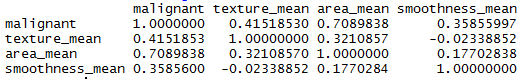 malignant texture_mean area_mean smoothness_mean
malignant 1.0000000 0.41518530 0.7089838 0.35855997
texture_mean 0.4151853 1.00000000 0.3210857 -0.02338852
area_mean 0.7089838 0.32108570 1.0000000 0.17702838
smoothness_mean 0.3585600 -0.02338852 0.1770284 1.00000000